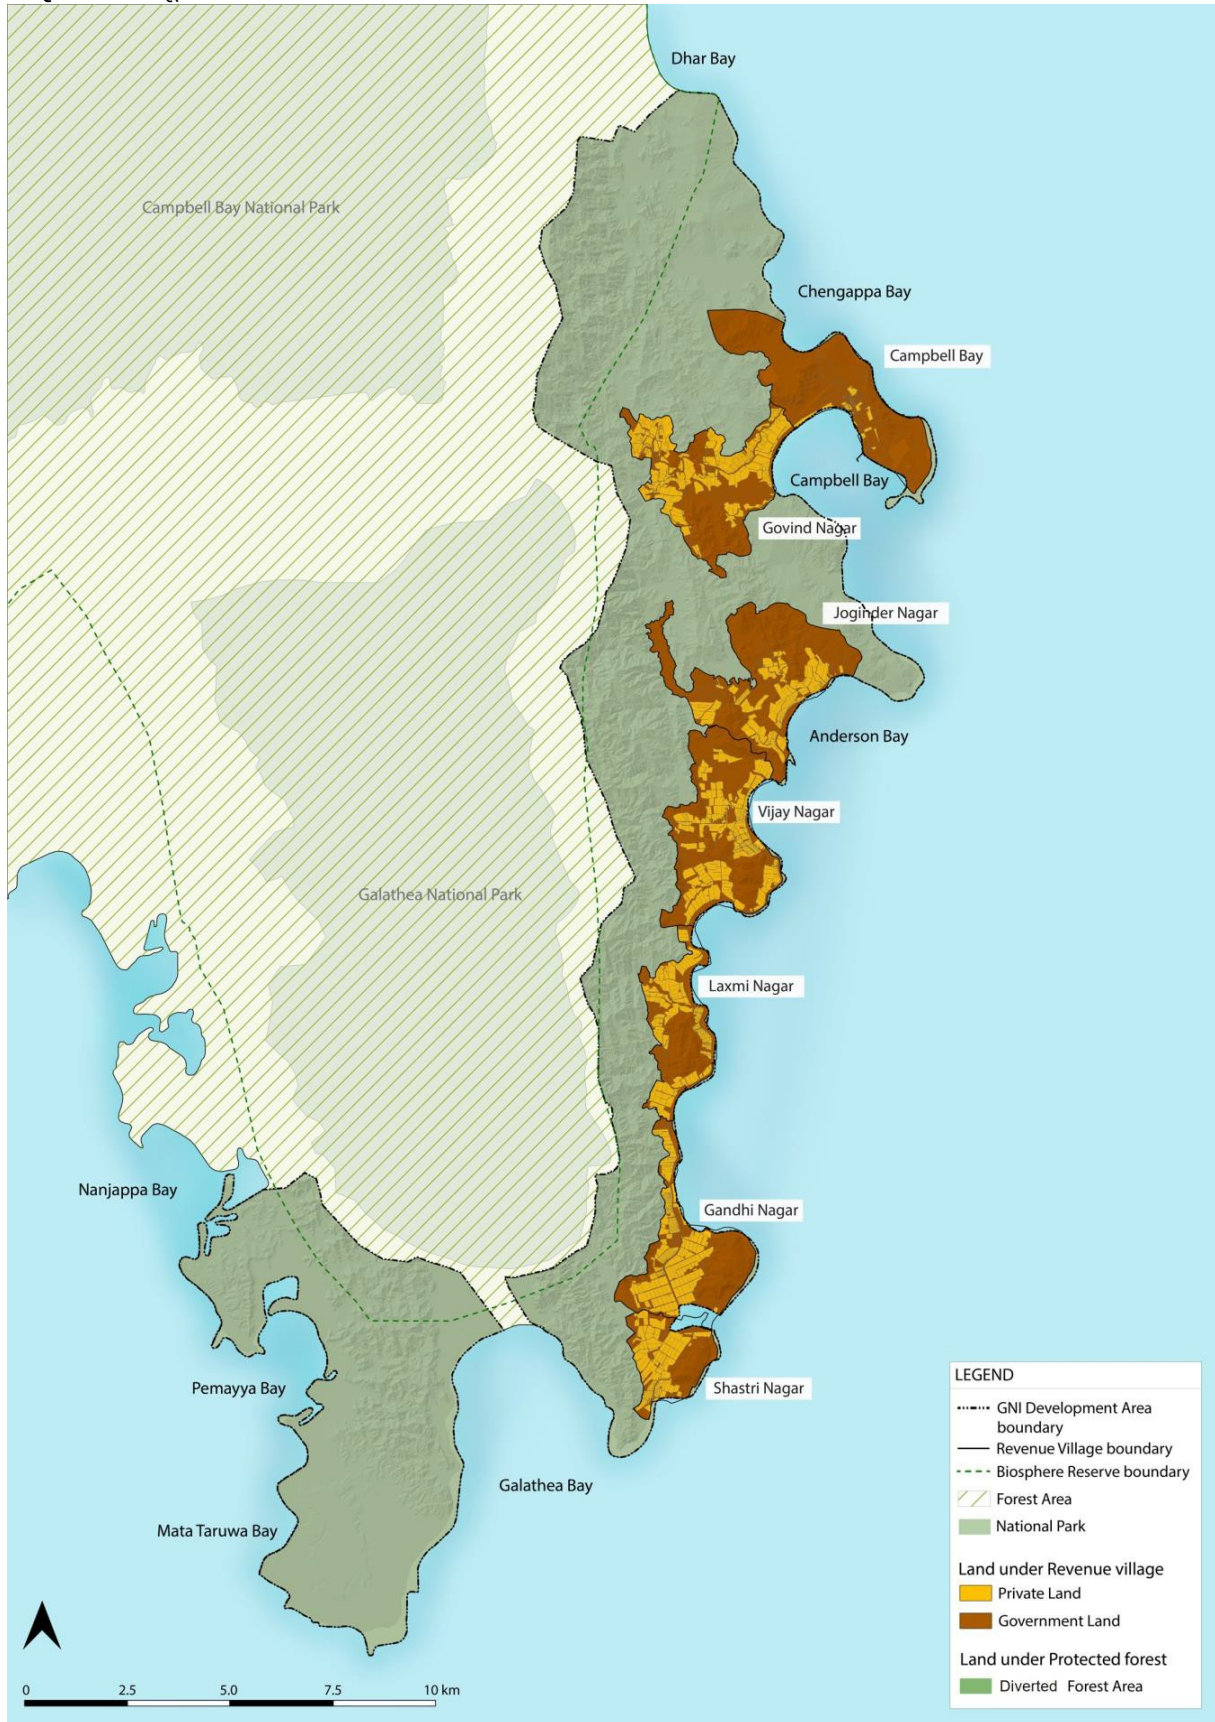 Dhar Bay
Campbell Bay National Park
Chengappa Bay
Campbell Bay
Campbell Bay
Govind Nagar
Joginder Nagar
Anderson Bay
Vijay Nagar
Galathea National Park
Laxmi Nagar
Nanjappa Bay
Gandhi Nagar
Pemayya Bay
Shastri Nagar
Galathea Bay
Mata Taruwa Bay
LEGEND
GNI Development Area
boundary
Revenue Village boundary
Biosphere Reserve boundary
Forest Area
National Park
Land under Revenue village
Private Land
Government Land
Land under Protected forest
Diverted Forest Area
0 2.5 5.0 7.5 10 km